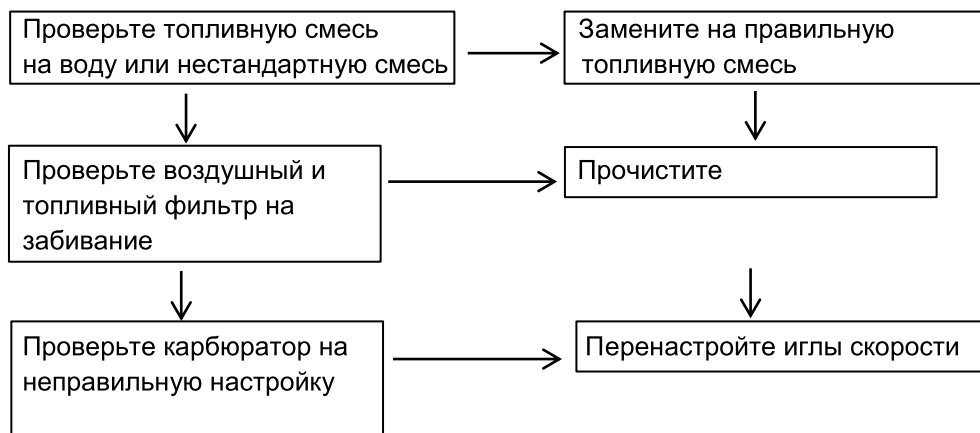 Проверьте топливную смесь
на воду или нестандартную смесь
Замените на правильную
топливную смесь
Проверьте воздушный и
топливный фильтр на
забивание
Прочистите
Проверьте карбюратор на
неправильную настройку
Перенастройте иглы скорости